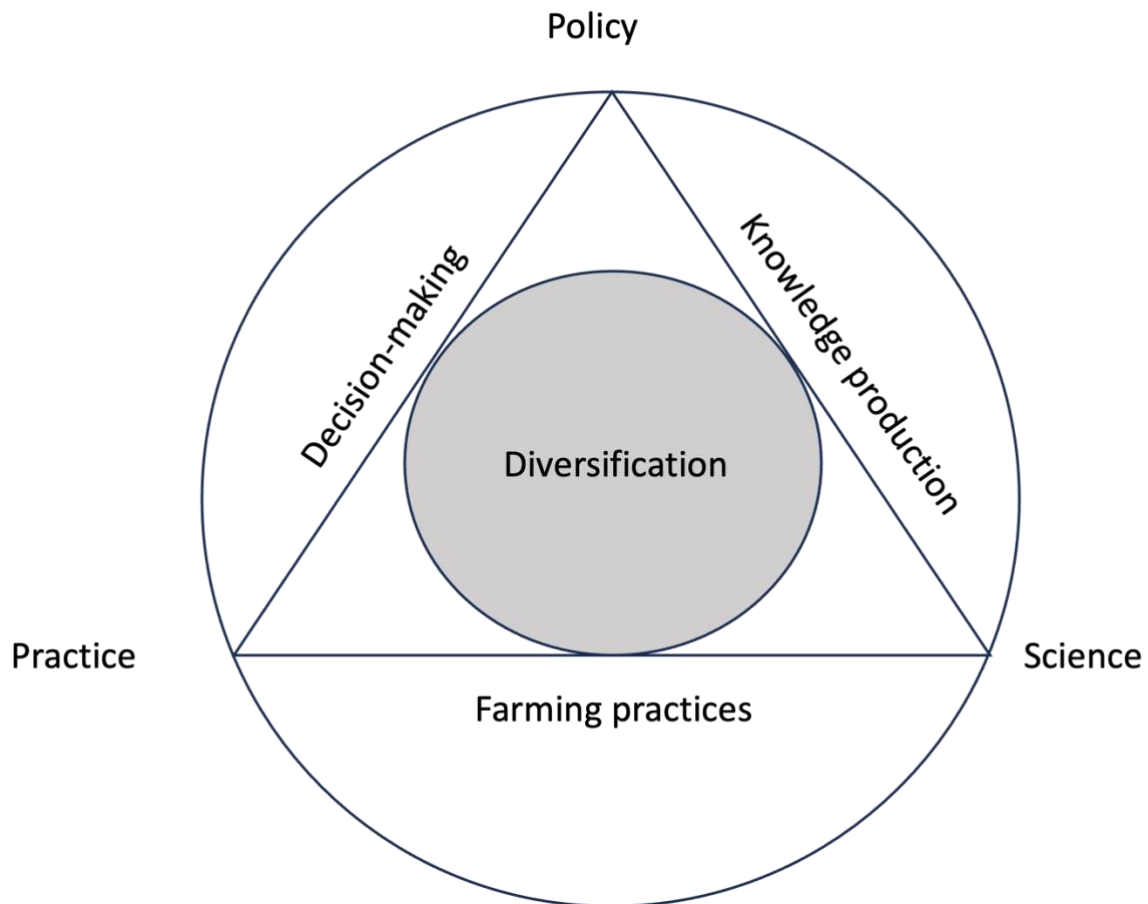 Policy
Decision-making
Knowledge production
Diversification
Practice
Science
Farming practices